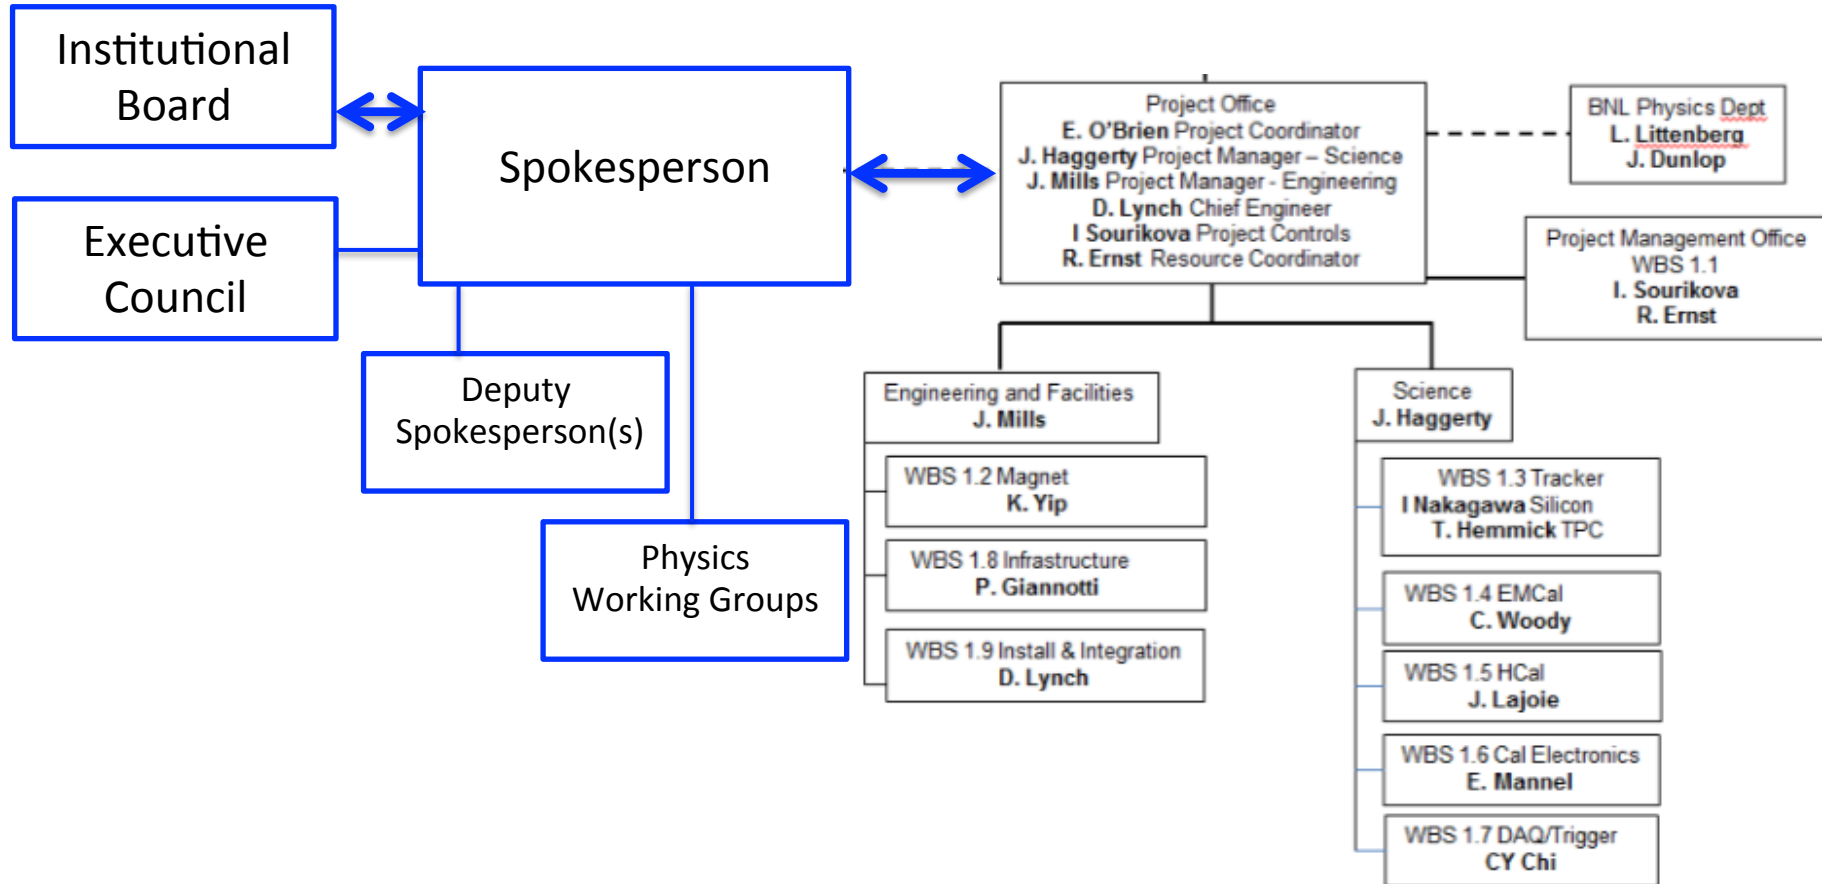 Institutional
Board
Executive
Council
Spokesperson
Deputy
Spokesperson(s)
Physics
Working Groups
Project Office
E. O'Brien Project Coordinator
J. Haggerty Project Manager – Science
J. Mills Project Manager - Engineering
D. Lynch Chief Engineer
I Sourikova Project Controls
R. Ernst Resource Coordinator
BNL Physics Dept
L. Littenberg
J. Dunlop
Project Management Office
WBS 1.1
I. Sourikova
R. Ernst
Engineering and Facilities
J. Mills
WBS 1.2 Magnet
K. Yip
WBS 1.8 Infrastructure
P. Giannotti
WBS 1.9 Install & Integration
D. Lynch
Science
J. Haggerty
WBS 1.3 Tracker
I Nakagawa Silicon
T. Hemmick TPC
WBS 1.4 EMCal
C. Woody
WBS 1.5 HCal
J. Lajoie
WBS 1.6 Cal Electronics
E. Mannel
WBS 1.7 DAQ/Trigger
CY Chi